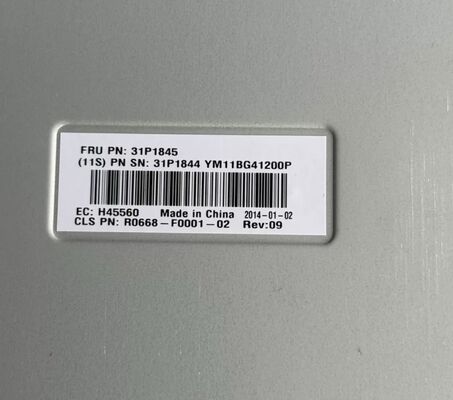 FRU PN: 31P1845
(11S) PN SN: 31P1844 YM11BG41200P
EC: H45560 Made in China 2014-01-02
CLS PN: R0668-F0001-02 Rev:09